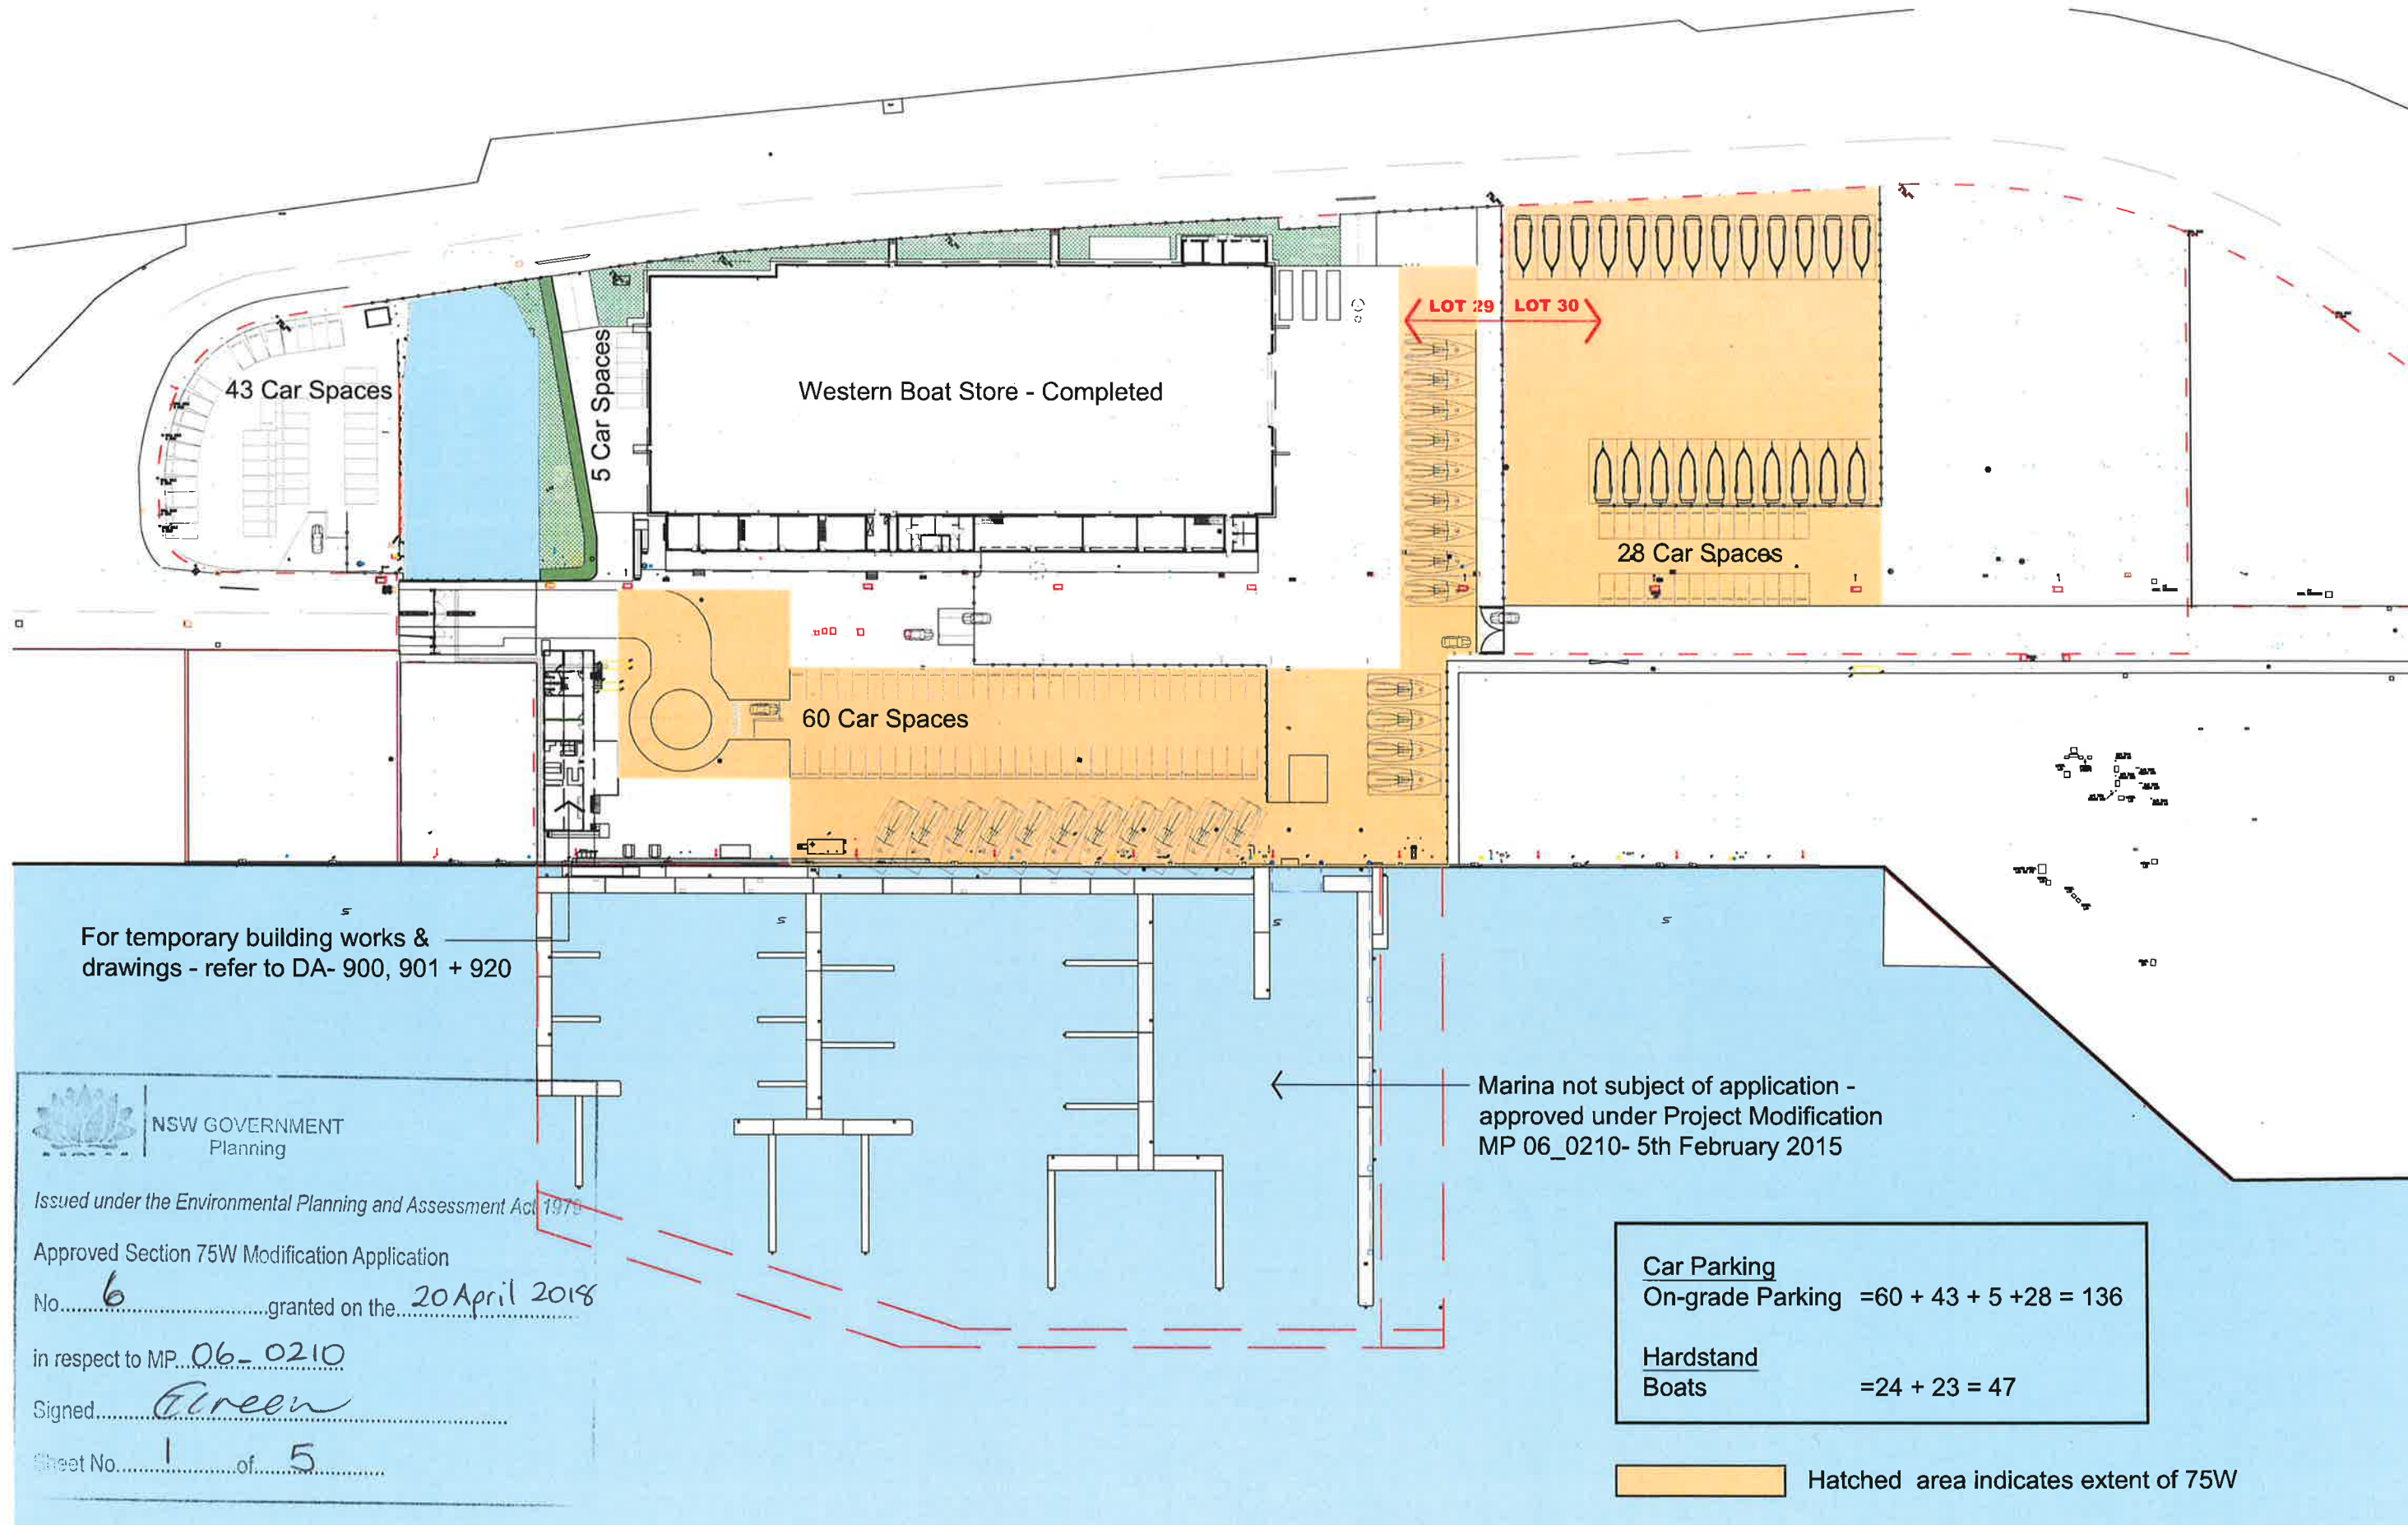 LOT 29
LOT 30
43 Car Spaces
5 Car Spaces
Western Boat Store - Completed
28 Car Spaces
60 Car Spaces
For temporary building works &
drawings - refer to DA- 900, 901 + 920
Marina not subject of application -
approved under Project Modification
MP 06_0210- 5th February 2015
NSW GOVERNMENT
Planning
Issued under the Environmental Planning and Assessment Act 1979
Approved Section 75W Modification Application
No 6 granted on the 20 April 2018
in respect to MP 06-0210
Signed
Sheet No 1 of 5
Car Parking
On-grade Parking =60 + 43 + 5 +28 = 136
Hardstand
Boats =24 + 23 = 47
Hatched area indicates extent of 75W